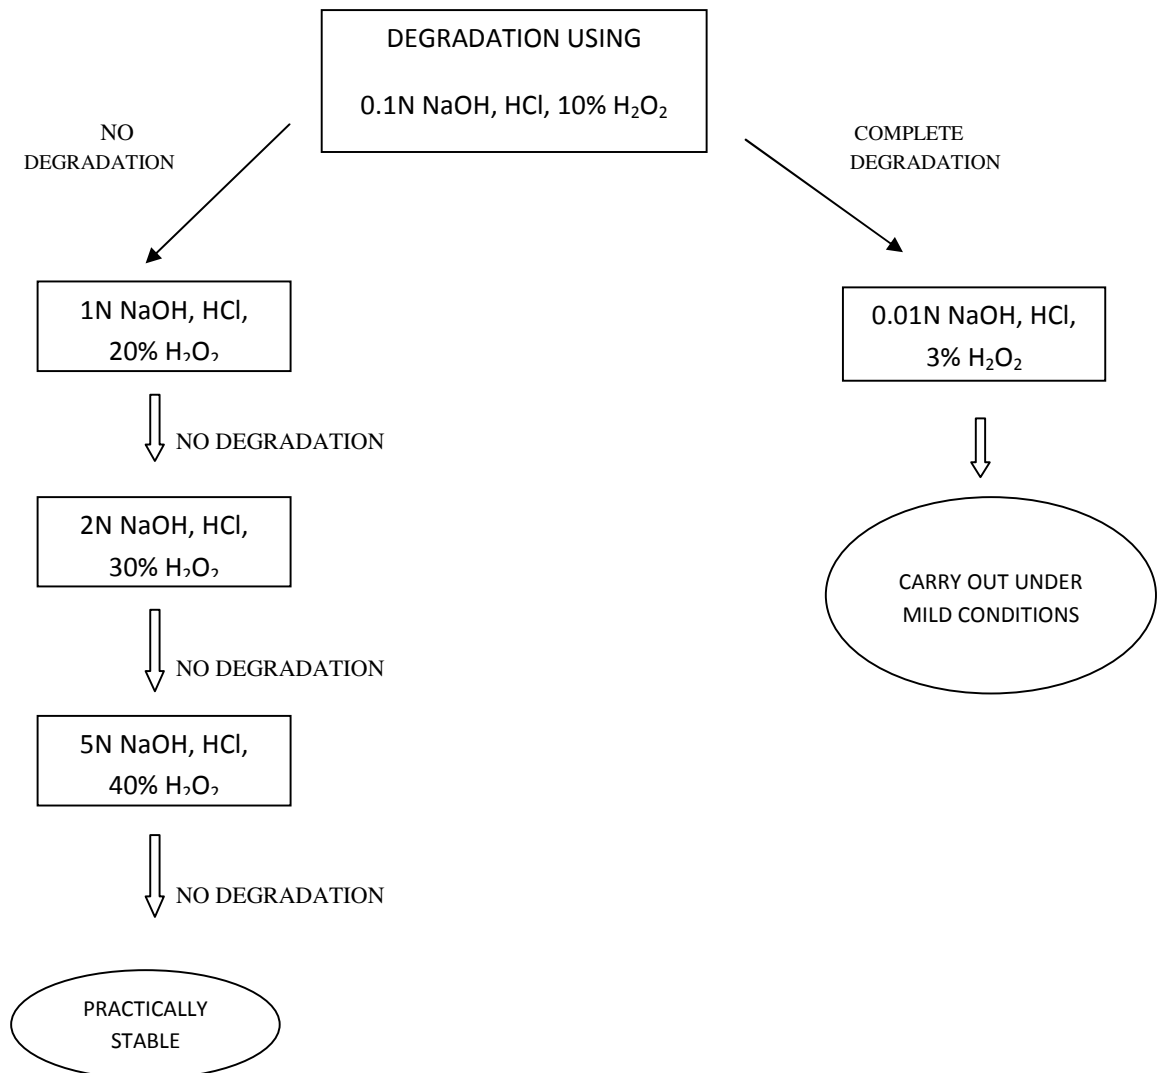 DEGRADATION USING
0.1N NaOH, HCl, 10% H₂O₂
NO
DEGRADATION
COMPLETE
DEGRADATION
1N NaOH, HCl,
20% H₂O₂
0.01N NaOH, HCl,
3% H₂O₂
NO DEGRADATION
2N NaOH, HCl,
30% H₂O₂
CARRY OUT UNDER
MILD CONDITIONS
NO DEGRADATION
5N NaOH, HCl,
40% H₂O₂
NO DEGRADATION
PRACTICALLY
STABLE